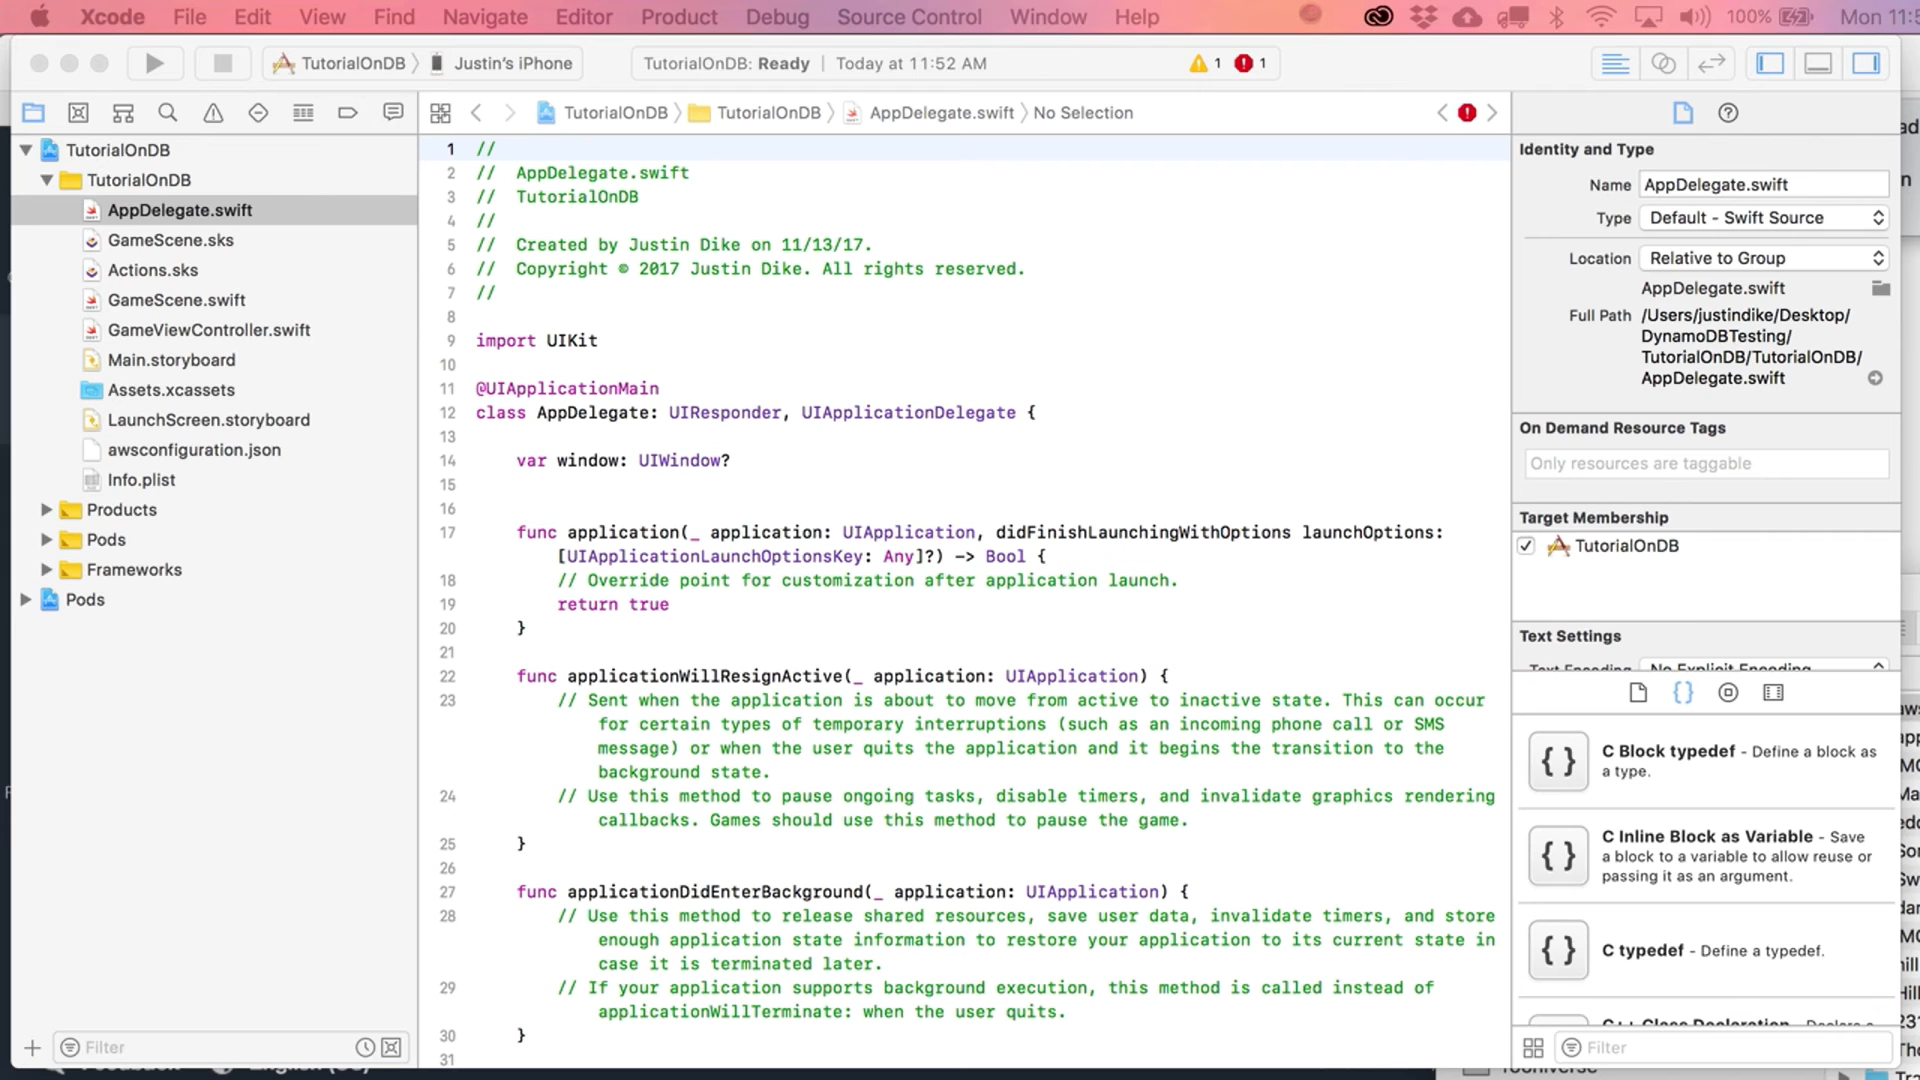 Xcode File Edit View Find Navigate Editor Product Debug Source Control Window Help 100% Mon 11:5
TutorialOnDB Justin's iPhone TutorialOnDB: Ready | Today at 11:52 AM 1 1
TutorialOnDB TutorialOnDB AppDelegate.swift No Selection
TutorialOnDB
TutorialOnDB
AppDelegate.swift
GameScene.sks
Actions.sks
GameScene.swift
GameViewController.swift
Main.storyboard
Assets.xcassets
LaunchScreen.storyboard
awsconfiguration.json
Info.plist
Products
Pods
Frameworks
Pods
Filter
1 //
2 // AppDelegate.swift
3 // TutorialOnDB
4 //
5 // Created by Justin Dike on 11/13/17.
6 // Copyright © 2017 Justin Dike. All rights reserved.
7 //
8
9 import UIKit
10
11 @UIApplicationMain
12 class AppDelegate: UIResponder, UIApplicationDelegate {
13
14 var window: UIWindow?
15
16
17 func application(_ application: UIApplication, didFinishLaunchingWithOptions launchOptions:
[UIApplicationLaunchOptionsKey: Any]?) -> Bool {
18 // Override point for customization after application launch.
19 return true
20 }
21
22 func applicationWillResignActive(_ application: UIApplication) {
23 // Sent when the application is about to move from active to inactive state. This can occur
for certain types of temporary interruptions (such as an incoming phone call or SMS
message) or when the user quits the application and it begins the transition to the
background state.
24 // Use this method to pause ongoing tasks, disable timers, and invalidate graphics rendering
callbacks. Games should use this method to pause the game.
25 }
26
27 func applicationDidEnterBackground(_ application: UIApplication) {
28 // Use this method to release shared resources, save user data, invalidate timers, and store
enough application state information to restore your application to its current state in
case it is terminated later.
29 // If your application supports background execution, this method is called instead of
applicationWillTerminate: when the user quits.
30 }
31
Identity and Type
Name AppDelegate.swift
Type Default - Swift Source
Location Relative to Group
AppDelegate.swift
Full Path /Users/justindike/Desktop/
DynamoDBTesting/
TutorialOnDB/TutorialOnDB/
AppDelegate.swift
On Demand Resource Tags
Only resources are taggable
Target Membership
TutorialOnDB
Text Settings
Text Encoding No Explicit Encoding
{} C Block typedef - Define a block as
a type.
{} C Inline Block as Variable - Save
a block to a variable to allow reuse or
passing it as an argument.
{} C typedef - Define a typedef.
C++ Class Declaration - Declare a
Filter